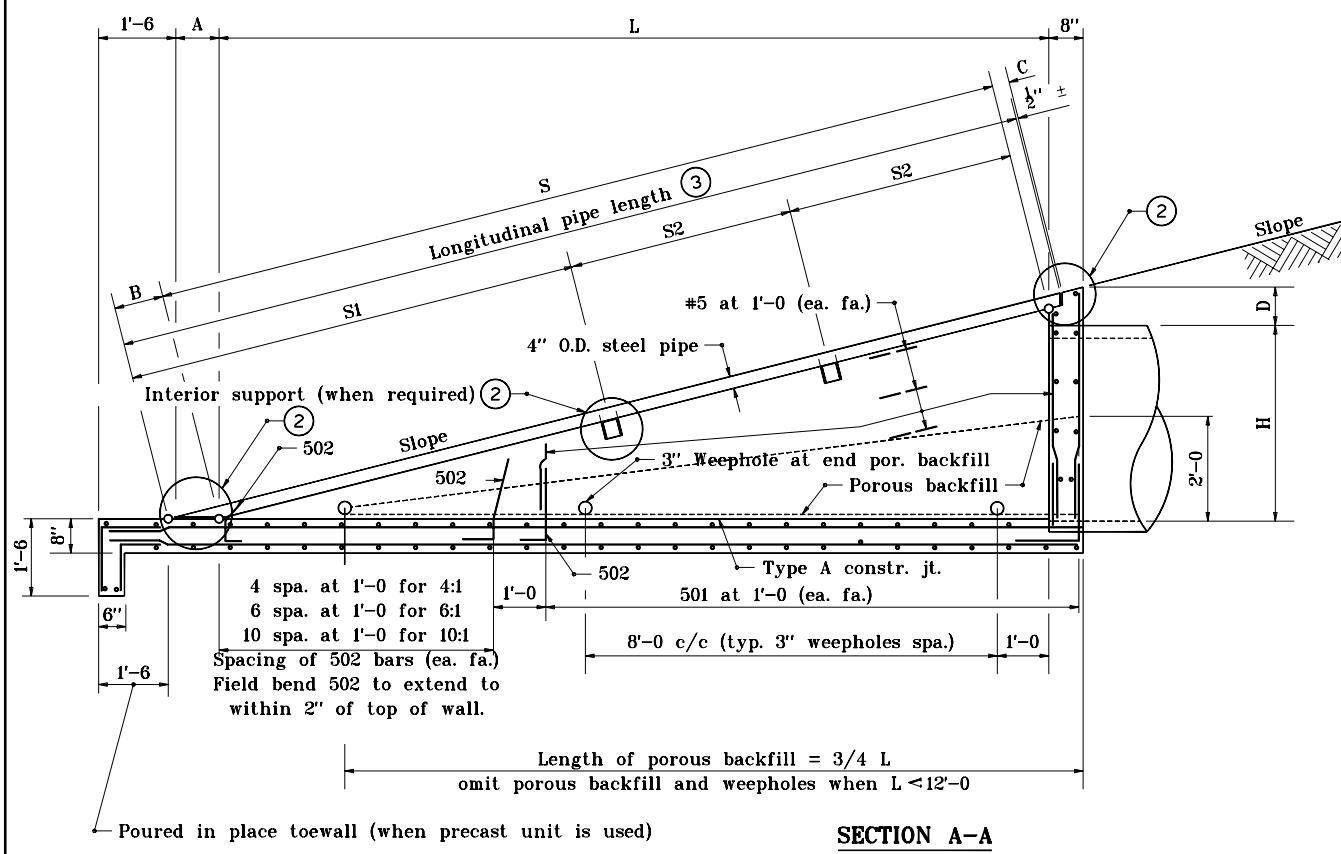 1'-6
A
L
8"
C
1/2" ±
S
Longitudinal pipe length 3
S2
S2
2
Slope
B
S1
#5 at 1'-0 (ea. fa.)
4" O.D. steel pipe
D
Interior support (when required) 2
2
502
Slope
H
502
3" Weephole at end por. backfill
Porous backfill
2'-0
1'-6
8"
502
Type A constr. jt.
4 spa. at 1'-0 for 4:1
6 spa. at 1'-0 for 6:1
10 spa. at 1'-0 for 10:1
1'-0
501 at 1'-0 (ea. fa.)
6"
Spacing of 502 bars (ea. fa.)
Field bend 502 to extend to
within 2" of top of wall.
8'-0 c/c (typ. 3" weepholes spa.)
1'-0
1'-6
Length of porous backfill = 3/4 L
omit porous backfill and weepholes when L <12'-0
Poured in place toewall (when precast unit is used)
SECTION A-A